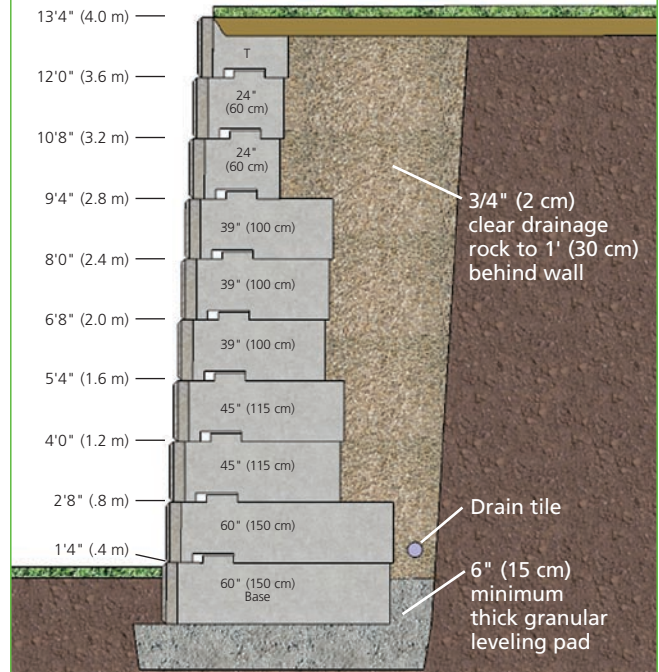 13'4" (4.0 m)
12'0" (3.6 m)
10'8" (3.2 m)
9'4" (2.8 m)
8'0" (2.4 m)
6'8" (2.0 m)
5'4" (1.6 m)
4'0" (1.2 m)
2'8" (.8 m)
1'4" (.4 m)
T
24"
(60 cm)
24"
(60 cm)
39" (100 cm)
39" (100 cm)
39" (100 cm)
45" (115 cm)
45" (115 cm)
60" (150 cm)
60" (150 cm)
Base
3/4" (2 cm)
clear drainage
rock to 1' (30 cm)
behind wall
Drain tile
6" (15 cm)
minimum
thick granular
leveling pad